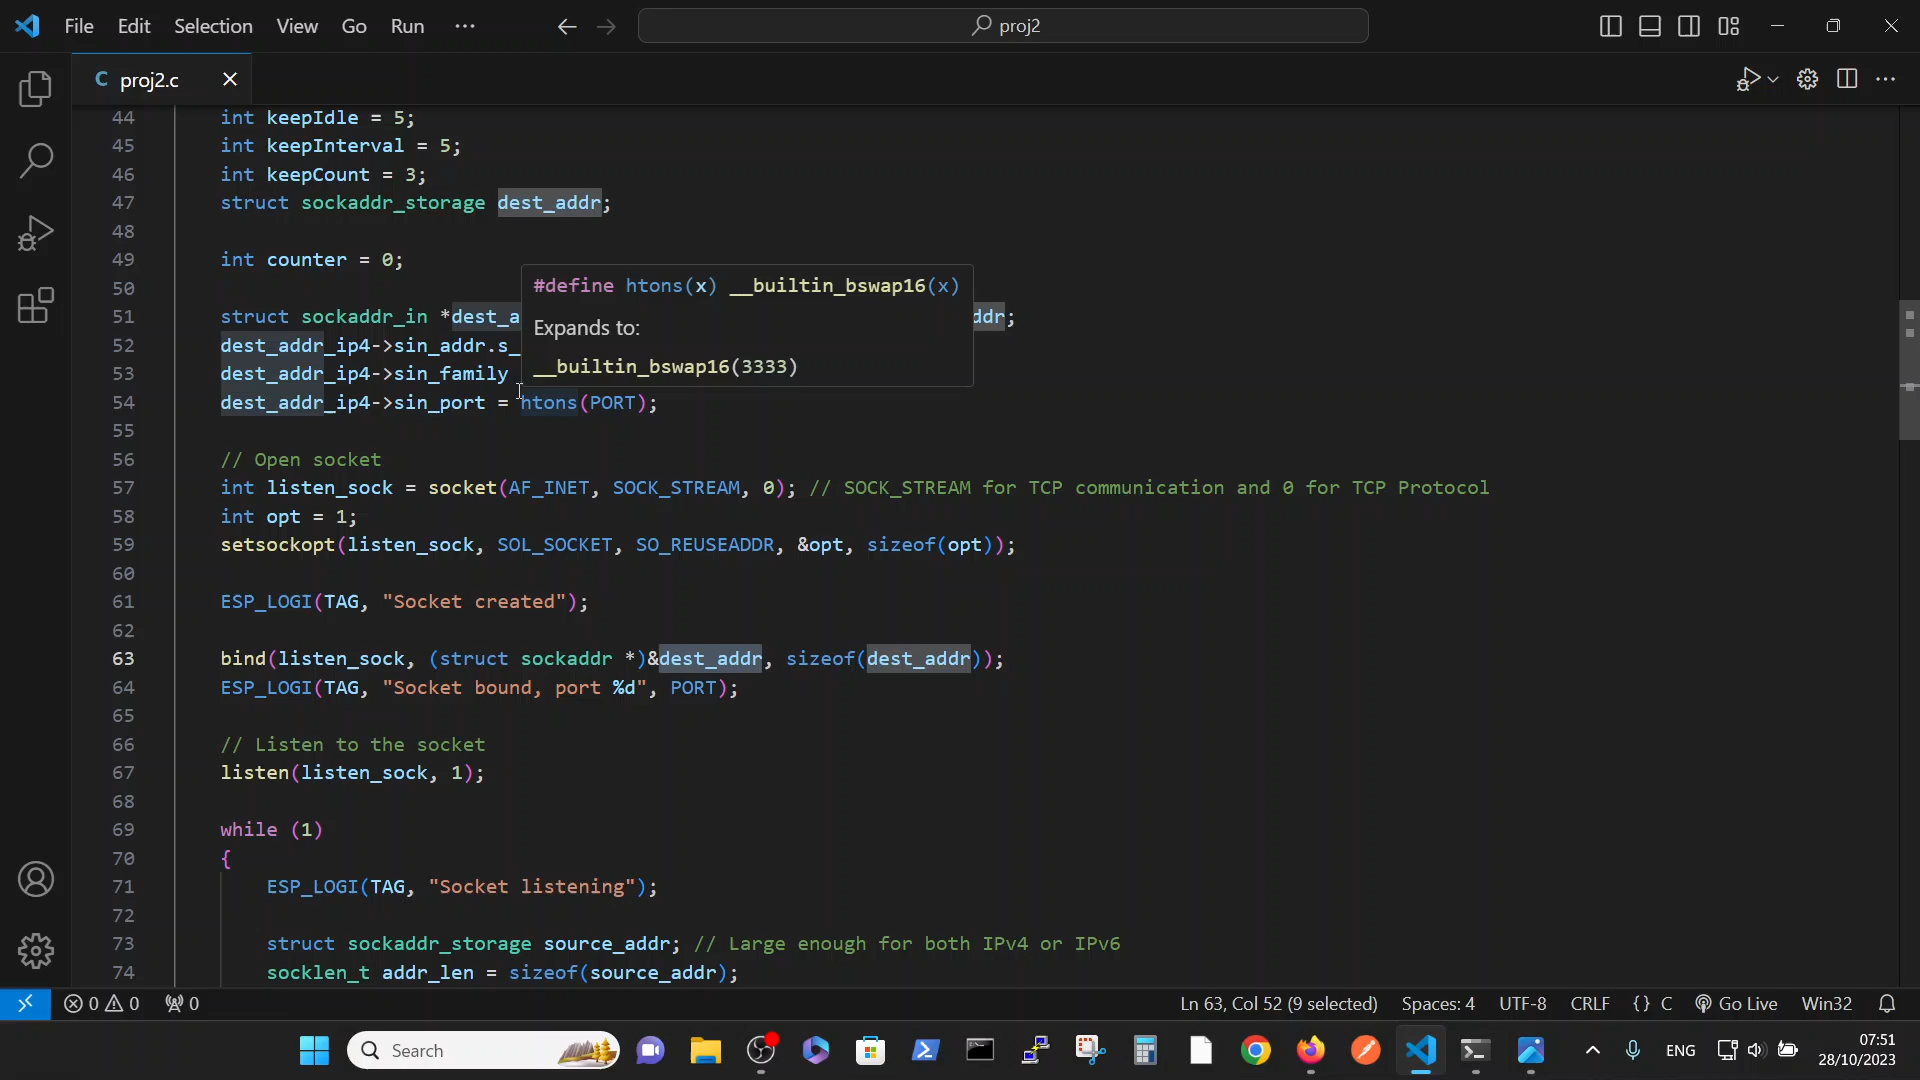 File Edit Selection View Go Run ··· proj2
C proj2.c
44 int keepIdle = 5;
45 int keepInterval = 5;
46 int keepCount = 3;
47 struct sockaddr_storage dest_addr;
48
49 int counter = 0;
50
#define htons(x) __builtin_bswap16(x)
Expands to:
__builtin_bswap16(3333)
51 struct sockaddr_in *dest_a ddr;
52 dest_addr_ip4->sin_addr.s_
53 dest_addr_ip4->sin_family
54 dest_addr_ip4->sin_port = htons(PORT);
55
56 // Open socket
57 int listen_sock = socket(AF_INET, SOCK_STREAM, 0); // SOCK_STREAM for TCP communication and 0 for TCP Protocol
58 int opt = 1;
59 setsockopt(listen_sock, SOL_SOCKET, SO_REUSEADDR, &opt, sizeof(opt));
60
61 ESP_LOGI(TAG, "Socket created");
62
63 bind(listen_sock, (struct sockaddr *)&dest_addr, sizeof(dest_addr));
64 ESP_LOGI(TAG, "Socket bound, port %d", PORT);
65
66 // Listen to the socket
67 listen(listen_sock, 1);
68
69 while (1)
70 {
71 ESP_LOGI(TAG, "Socket listening");
72
73 struct sockaddr_storage source_addr; // Large enough for both IPv4 or IPv6
74 socklen_t addr_len = sizeof(source_addr);
0 0 0 Ln 63, Col 52 (9 selected) Spaces: 4 UTF-8 CRLF {} C Go Live Win32
Search ENG 07:51
28/10/2023